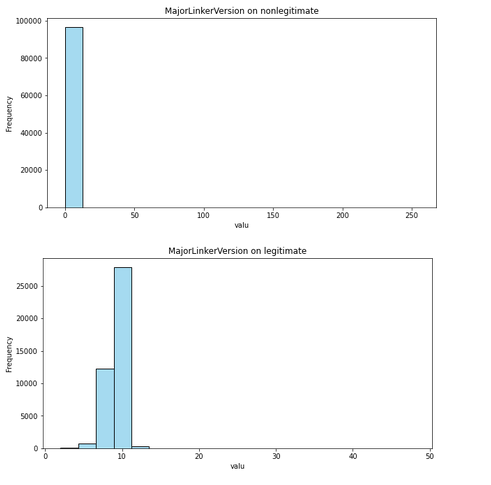 MajorLinkerVersion on nonlegitimate
100000
80000
60000
40000
20000
0
Frequency
0 50 100 150 200 250
valu
MajorLinkerVersion on legitimate
25000
20000
15000
10000
5000
0
Frequency
0 10 20 30 40 50
valu